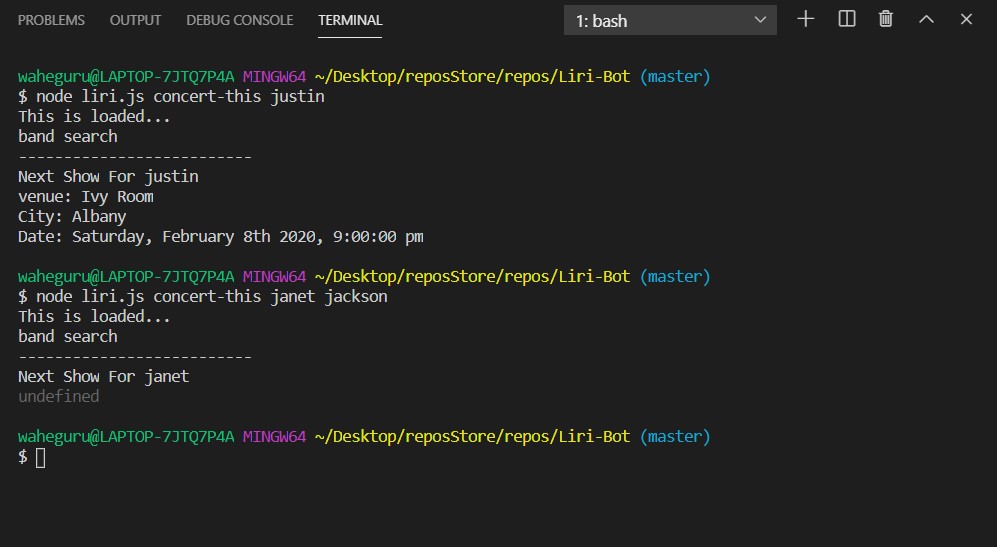 PROBLEMS OUTPUT DEBUG CONSOLE TERMINAL 1: bash
waheguru@LAPTOP-7JTQ7P4A MINGW64 ~/Desktop/reposStore/repos/Liri-Bot (master)
$ node liri.js concert-this justin
This is loaded...
band search
--------------------------
Next Show For justin
venue: Ivy Room
City: Albany
Date: Saturday, February 8th 2020, 9:00:00 pm
waheguru@LAPTOP-7JTQ7P4A MINGW64 ~/Desktop/reposStore/repos/Liri-Bot (master)
$ node liri.js concert-this janet jackson
This is loaded...
band search
--------------------------
Next Show For janet
undefined
waheguru@LAPTOP-7JTQ7P4A MINGW64 ~/Desktop/reposStore/repos/Liri-Bot (master)
$